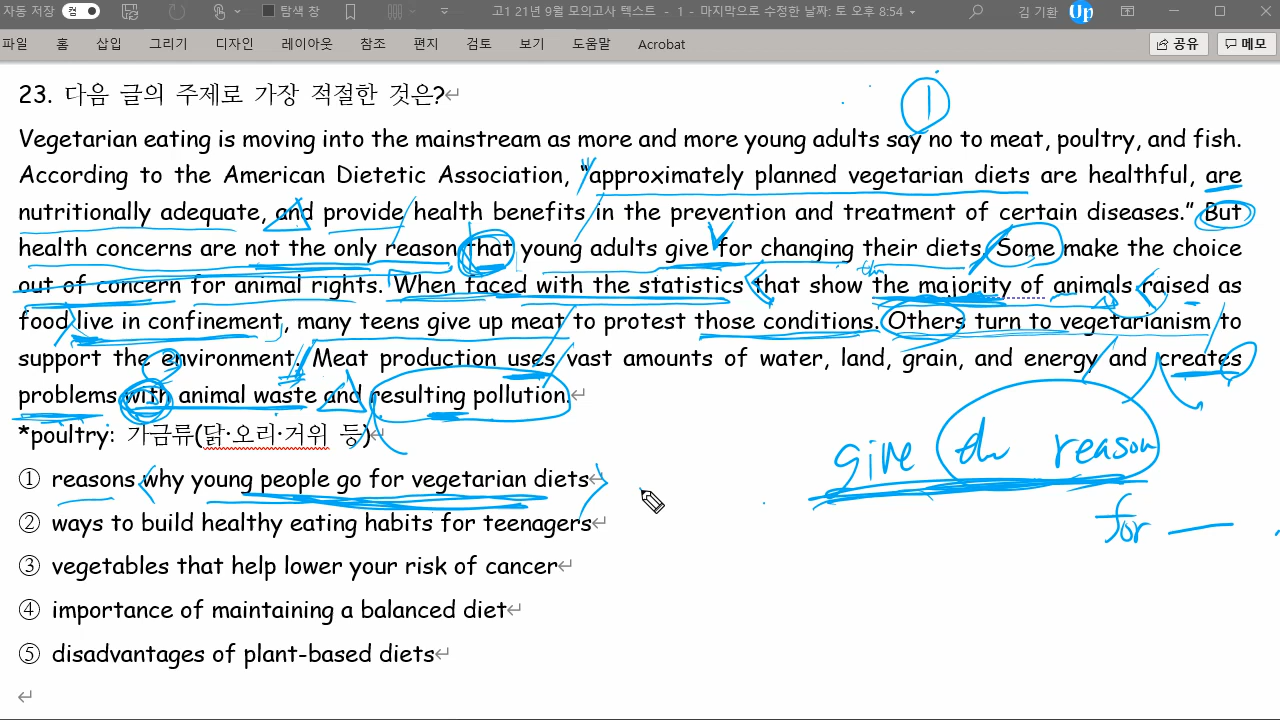 자동 저장 컴 탐색 창 고1 21년 9월 모의고사 텍스트 - 1 - 마지막으로 수정한 날짜: 토 오후 8:54 김 기환 Up
파일 홈 삽입 그리기 디자인 레이아웃 참조 편지 검토 보기 도움말 Acrobat 공유 메모
①
23. 다음 글의 주제로 가장 적절한 것은?
Vegetarian eating is moving into the mainstream as more and more young adults say no to meat, poultry, and fish.
According to the American Dietetic Association, “approximately planned vegetarian diets are healthful, are
nutritionally adequate, and provide health benefits in the prevention and treatment of certain diseases.” But
health concerns are not the only reason that young adults give for changing their diets. Some make the choice
out of concern for animal rights. When faced with the statistics that show the majority of animals raised as
food live in confinement, many teens give up meat to protest those conditions. Others turn to vegetarianism to
support the environment. Meat production uses vast amounts of water, land, grain, and energy and creates
problems with animal waste and resulting pollution.
*poultry: 가금류(닭·오리·거위 등)
give the reason
for
① reasons why young people go for vegetarian diets
② ways to build healthy eating habits for teenagers
③ vegetables that help lower your risk of cancer
④ importance of maintaining a balanced diet
⑤ disadvantages of plant-based diets